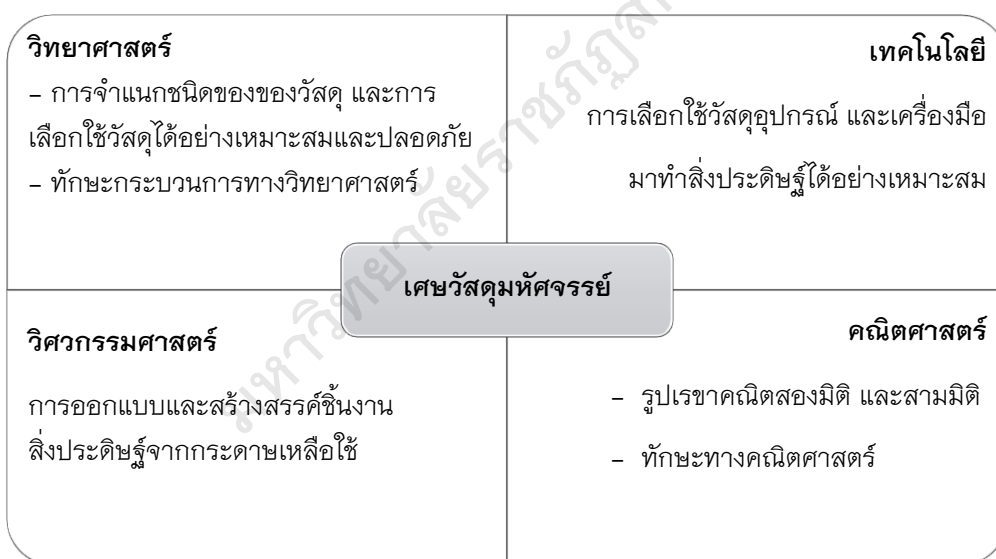 วิทยาศาสตร์
– การจำแนกชนิดของของวัสดุ และการ
เลือกใช้วัสดุได้อย่างเหมาะสมและปลอดภัย
– ทักษะกระบวนการทางวิทยาศาสตร์
เทคโนโลยี
การเลือกใช้วัสดุอุปกรณ์ และเครื่องมือ
มาทำสิ่งประดิษฐ์ได้อย่างเหมาะสม
เศษวัสดุมหัศจรรย์
วิศวกรรมศาสตร์
การออกแบบและสร้างสรรค์ชิ้นงาน
สิ่งประดิษฐ์จากกระดาษเหลือใช้
คณิตศาสตร์
– รูปเรขาคณิตสองมิติ และสามมิติ
– ทักษะทางคณิตศาสตร์
มหาวิทยาลัยราชภัฏ